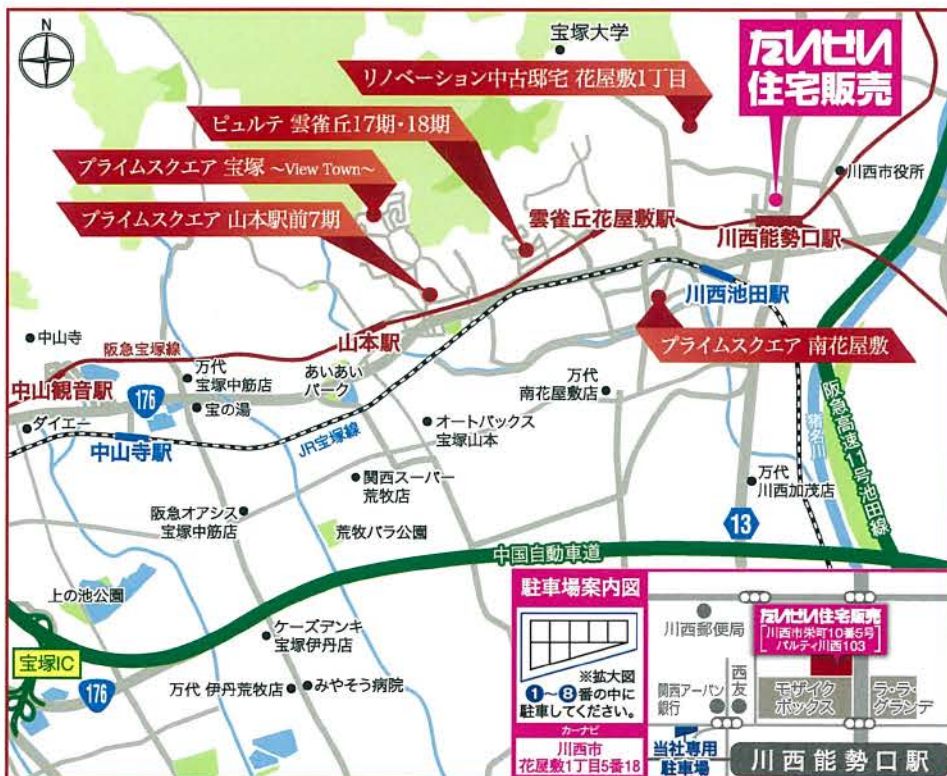 N
宝塚大学
たいせい
住宅販売
リノベーション中古邸宅 花屋敷1丁目
ピュルテ 雲雀丘17期・18期
川西市役所
プライムスクエア 宝塚 ～View Town～
プライムスクエア 山本駅前7期
雲雀丘花屋敷駅
川西能勢口駅
川西池田駅
中山寺
阪急宝塚線
山本駅
プライムスクエア 南花屋敷
中山観音駅
176
万代
宝塚中筋店
あいあい
パーク
万代
南花屋敷店
宝の湯
ダイエー
オートバックス
宝塚山本
中山寺駅
JR宝塚線
猪名川
阪急高速11号池田線
関西スーパー
荒牧店
万代
川西加茂店
阪急オアシス
宝塚中筋店
荒牧バラ公園
13
中国自動車道
上の池公園
ケーズデンキ
宝塚伊丹店
宝塚IC
176
万代 伊丹荒牧店
みやそう病院
駐車場案内図
※拡大図
1～8番の中に
駐車してください。
カーナビ
川西市
花屋敷1丁目5番18
川西郵便局
たいせい住宅販売
川西市栄町10番5号
パルティ川西103
関西アーバン
銀行
西友
モザイク
ボックス
ラ・ラ・
グランデ
当社専用
駐車場
川西能勢口駅